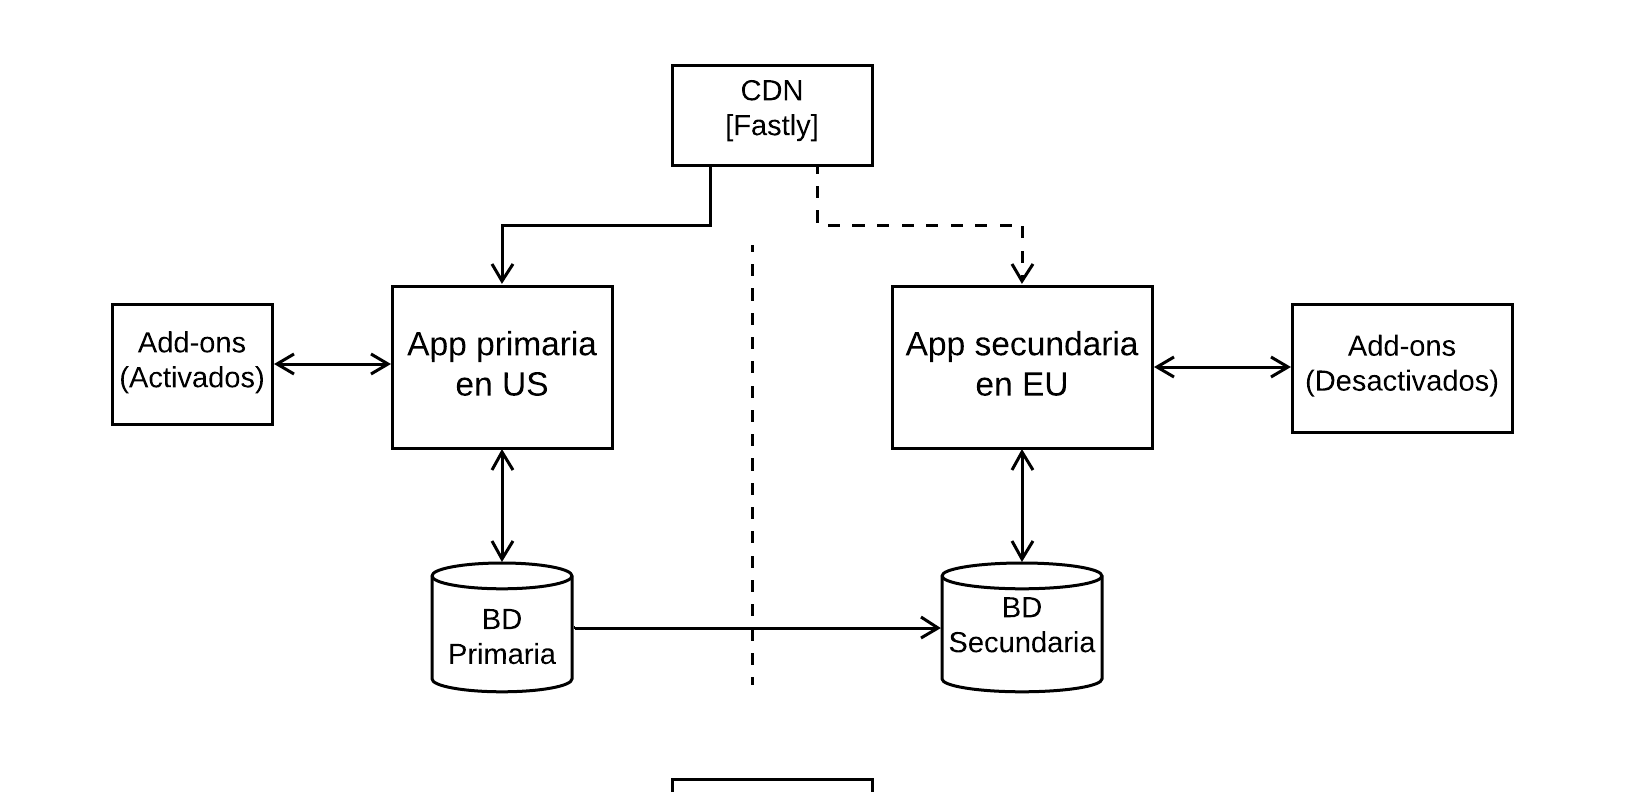 CDN
[Fastly]
Add-ons
(Activados)
App primaria
en US
App secundaria
en EU
Add-ons
(Desactivados)
BD
Primaria
BD
Secundaria